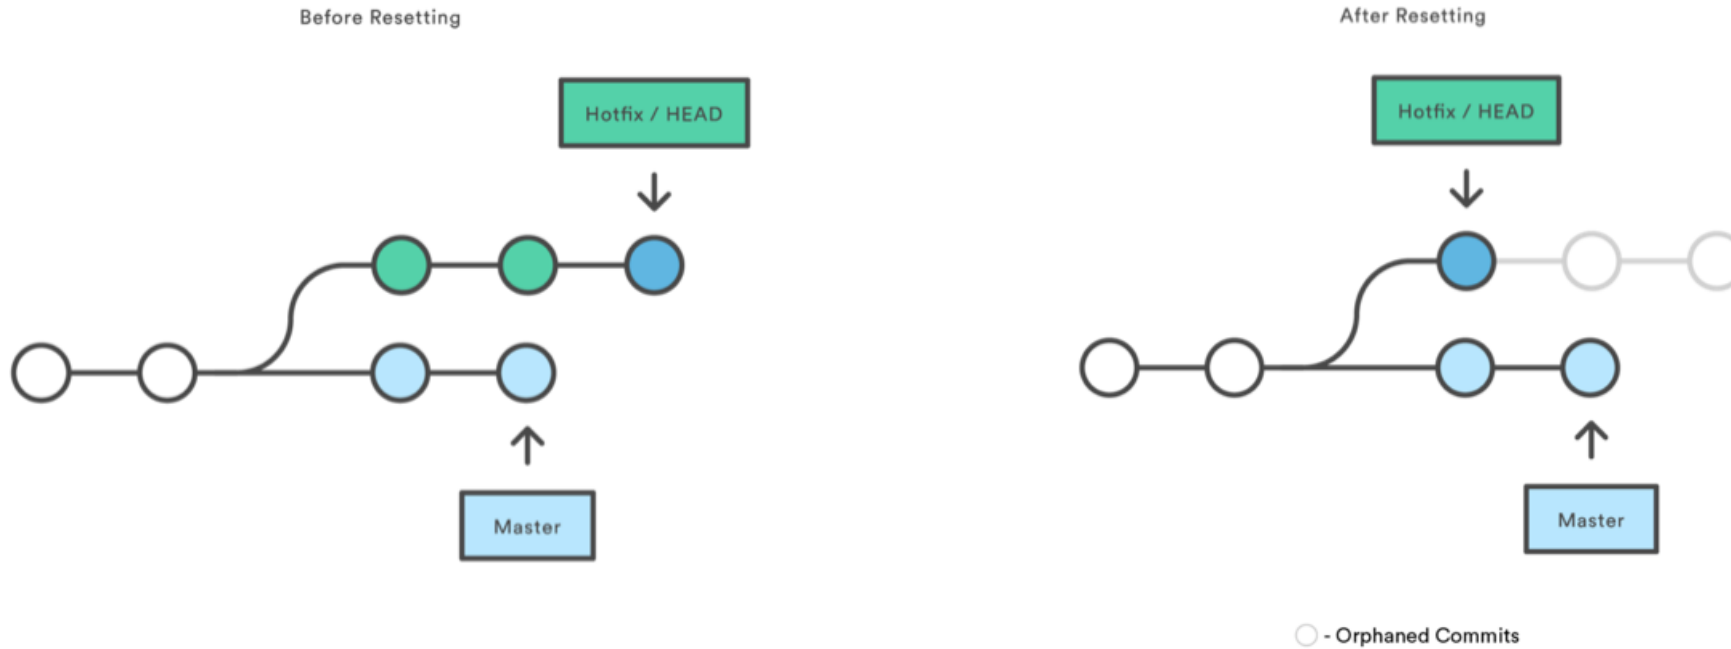 Before Resetting
After Resetting
Hotfix / HEAD
Hotfix / HEAD
Master
Master
- Orphaned Commits